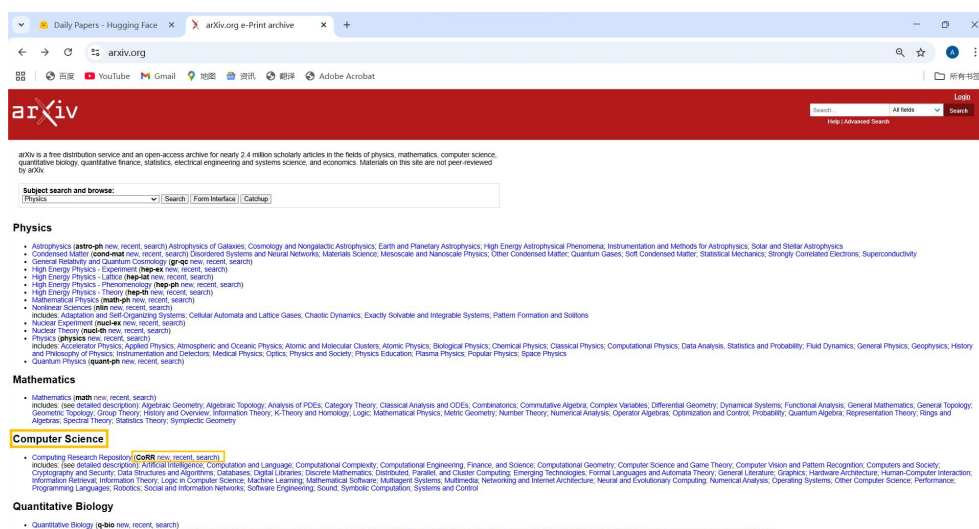 Daily Papers - Hugging Face
arXiv.org e-Print archive
arxiv.org
百度 YouTube Gmail 地图 资讯 翻译 Adobe Acrobat 所有书签
Login
arXiv
Search... All fields Search
Help | Advanced Search
arXiv is a free distribution service and an open-access archive for nearly 2.4 million scholarly articles in the fields of physics, mathematics, computer science,
quantitative biology, quantitative finance, statistics, electrical engineering and systems science, and economics. Materials on this site are not peer-reviewed
by arXiv.
Subject search and browse:
Physics Search Form Interface Catchup
Physics
Astrophysics (astro-ph new, recent, search) Astrophysics of Galaxies; Cosmology and Nongalactic Astrophysics; Earth and Planetary Astrophysics; High Energy Astrophysical Phenomena; Instrumentation and Methods for Astrophysics; Solar and Stellar Astrophysics
Condensed Matter (cond-mat new, recent, search) Disordered Systems and Neural Networks; Materials Science; Mesoscale and Nanoscale Physics; Other Condensed Matter; Quantum Gases; Soft Condensed Matter; Statistical Mechanics; Strongly Correlated Electrons; Superconductivity
General Relativity and Quantum Cosmology (gr-qc new, recent, search)
High Energy Physics - Experiment (hep-ex new, recent, search)
High Energy Physics - Lattice (hep-lat new, recent, search)
High Energy Physics - Phenomenology (hep-ph new, recent, search)
High Energy Physics - Theory (hep-th new, recent, search)
Mathematical Physics (math-ph new, recent, search)
Nonlinear Sciences (nlin new, recent, search)
includes: Adaptation and Self-Organizing Systems; Cellular Automata and Lattice Gases; Chaotic Dynamics; Exactly Solvable and Integrable Systems; Pattern Formation and Solitons
Nuclear Experiment (nucl-ex new, recent, search)
Nuclear Theory (nucl-th new, recent, search)
Physics (physics new, recent, search)
includes: Accelerator Physics; Applied Physics; Atmospheric and Oceanic Physics; Atomic and Molecular Clusters; Atomic Physics; Biological Physics; Chemical Physics; Classical Physics; Computational Physics; Data Analysis, Statistics and Probability; Fluid Dynamics; General Physics; Geophysics; History
and Philosophy of Physics; Instrumentation and Detectors; Medical Physics; Optics; Physics and Society; Physics Education; Plasma Physics; Popular Physics; Space Physics
Quantum Physics (quant-ph new, recent, search)
Mathematics
Mathematics (math new, recent, search)
includes: (see detailed description): Algebraic Geometry; Algebraic Topology; Analysis of PDEs; Category Theory; Classical Analysis and ODEs; Combinatorics; Commutative Algebra; Complex Variables; Differential Geometry; Dynamical Systems; Functional Analysis; General Mathematics; General Topology;
Geometric Topology; Group Theory; History and Overview; Information Theory; K-Theory and Homology; Logic; Mathematical Physics; Metric Geometry; Number Theory; Numerical Analysis; Operator Algebras; Optimization and Control; Probability; Quantum Algebra; Representation Theory; Rings and
Algebras; Spectral Theory; Statistics Theory; Symplectic Geometry
Computer Science
Computing Research Repository (CoRR new, recent, search)
includes: (see detailed description): Artificial Intelligence; Computation and Language; Computational Complexity; Computational Engineering, Finance, and Science; Computational Geometry; Computer Science and Game Theory; Computer Vision and Pattern Recognition; Computers and Society;
Cryptography and Security; Data Structures and Algorithms; Databases; Digital Libraries; Discrete Mathematics; Distributed, Parallel, and Cluster Computing; Emerging Technologies; Formal Languages and Automata Theory; General Literature; Graphics; Hardware Architecture; Human-Computer Interaction;
Information Retrieval; Information Theory; Logic in Computer Science; Machine Learning; Mathematical Software; Multiagent Systems; Multimedia; Networking and Internet Architecture; Neural and Evolutionary Computing; Numerical Analysis; Operating Systems; Other Computer Science; Performance;
Programming Languages; Robotics; Social and Information Networks; Software Engineering; Sound; Symbolic Computation; Systems and Control
Quantitative Biology
Quantitative Biology (q-bio new, recent, search)